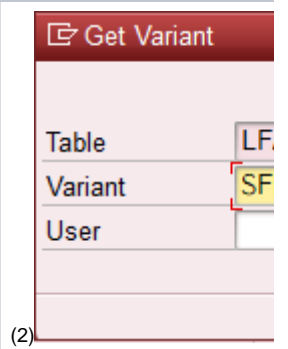 Get Variant
Table LF
Variant SF
User
(2)